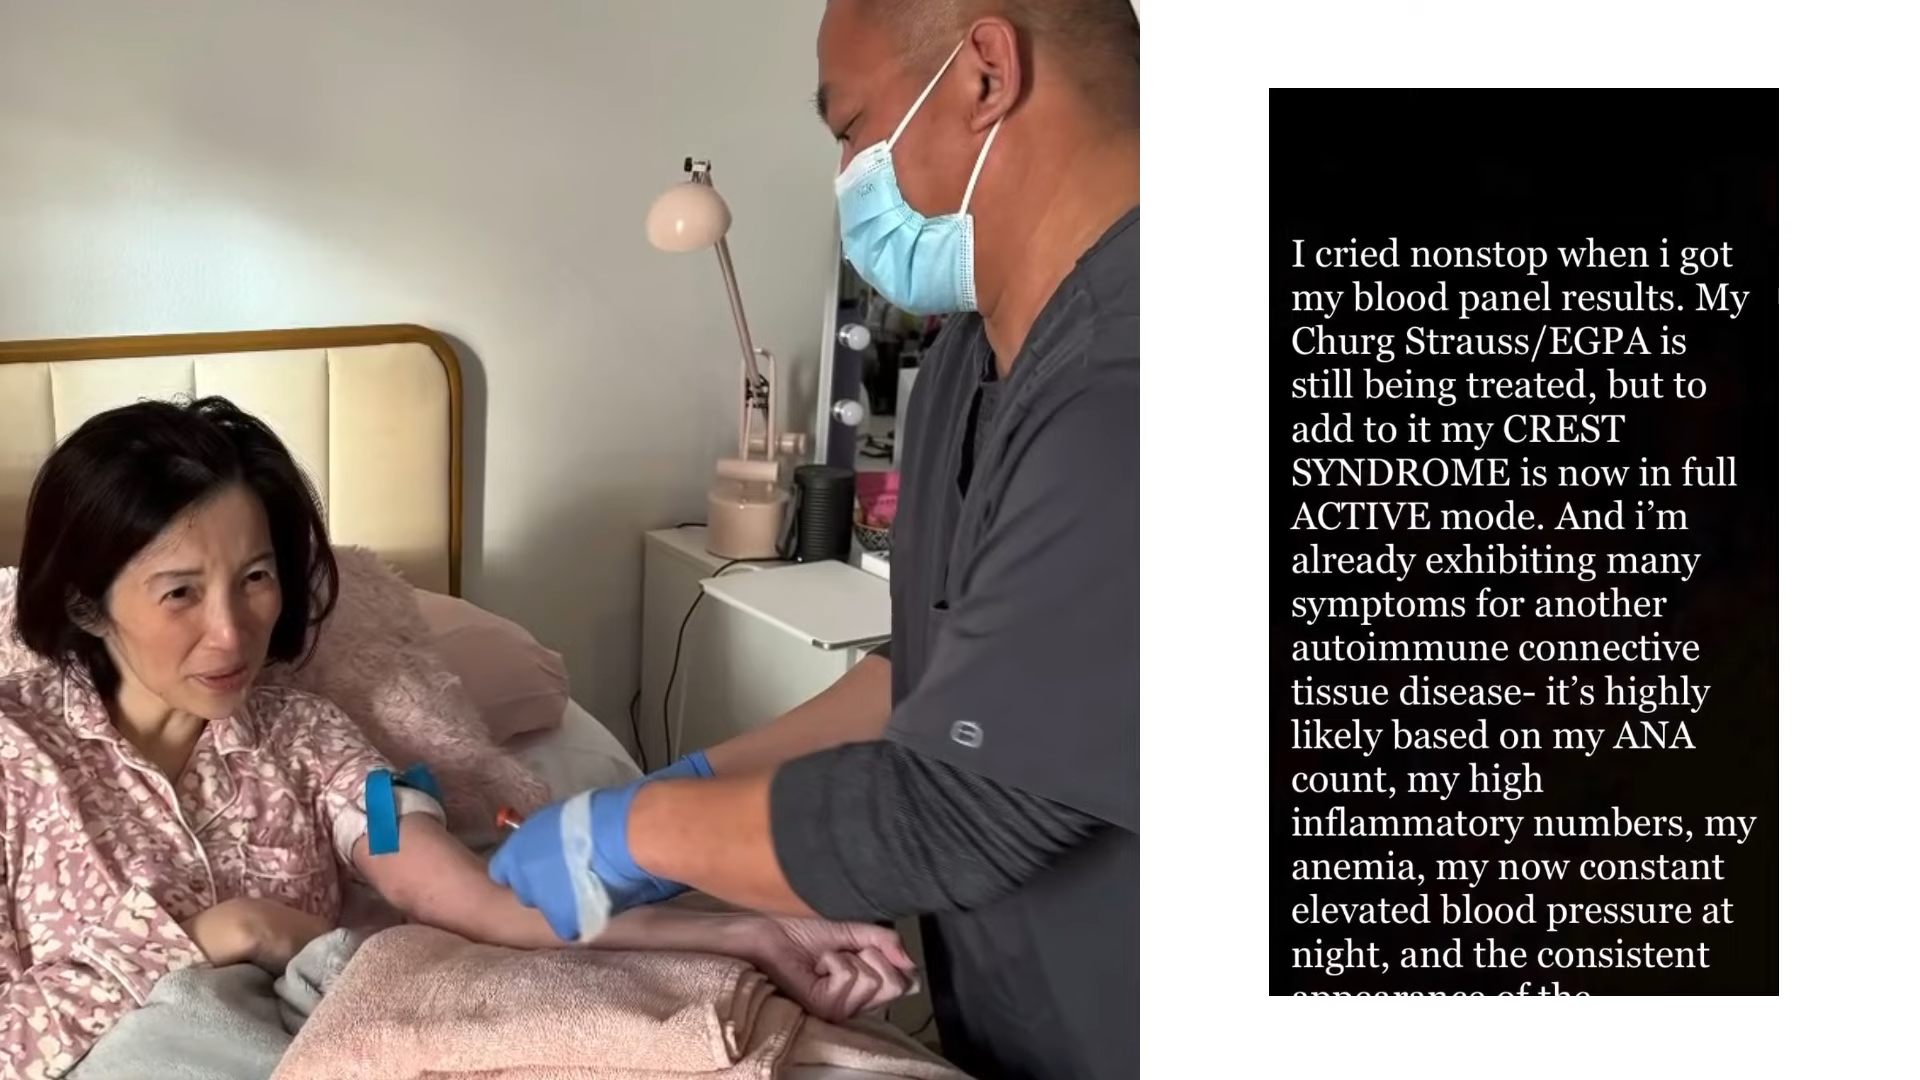 I cried nonstop when i got
my blood panel results. My
Churg Strauss/EGPA is
still being treated, but to
add to it my CREST
SYNDROME is now in full
ACTIVE mode. And i’m
already exhibiting many
symptoms for another
autoimmune connective
tissue disease- it’s highly
likely based on my ANA
count, my high
inflammatory numbers, my
anemia, my now constant
elevated blood pressure at
night, and the consistent
appearance of the